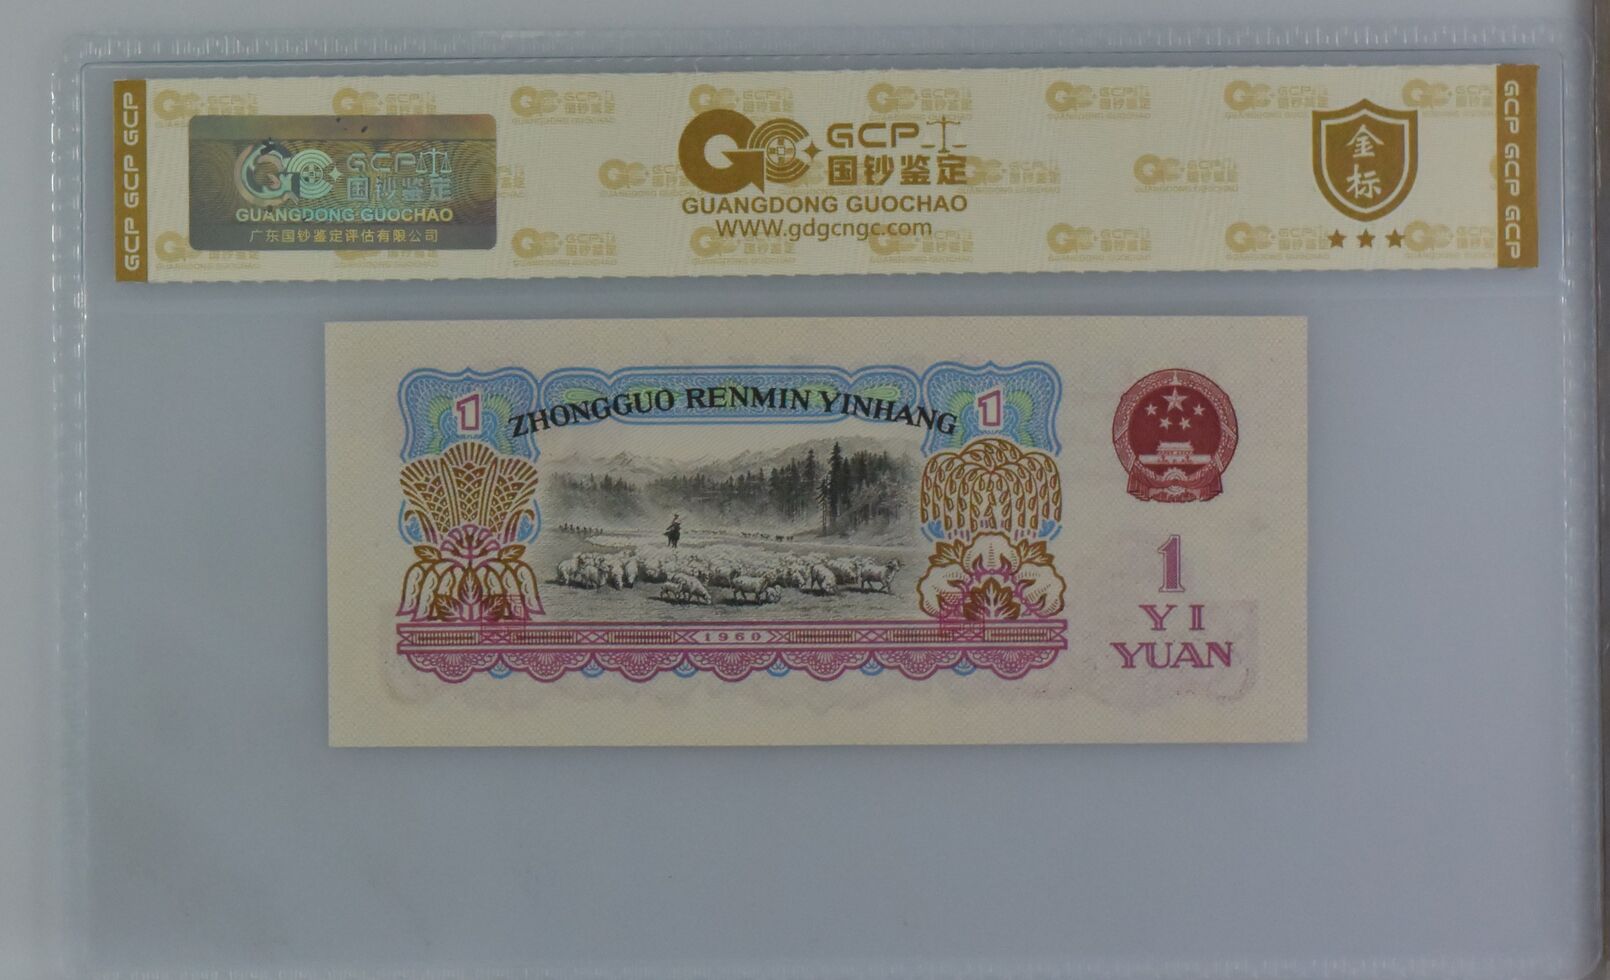 GCP GCP GCP
GCP
国钞鉴定
GUANGDONG GUOCHAO
广东国钞鉴定评估有限公司
GCP
国钞鉴定
GUANGDONG GUOCHAO
WWW.gdgcngc.com
金标
GCP GCP GCP
1
ZHONGGUO RENMIN YINHANG
1
1960
1
YI
YUAN